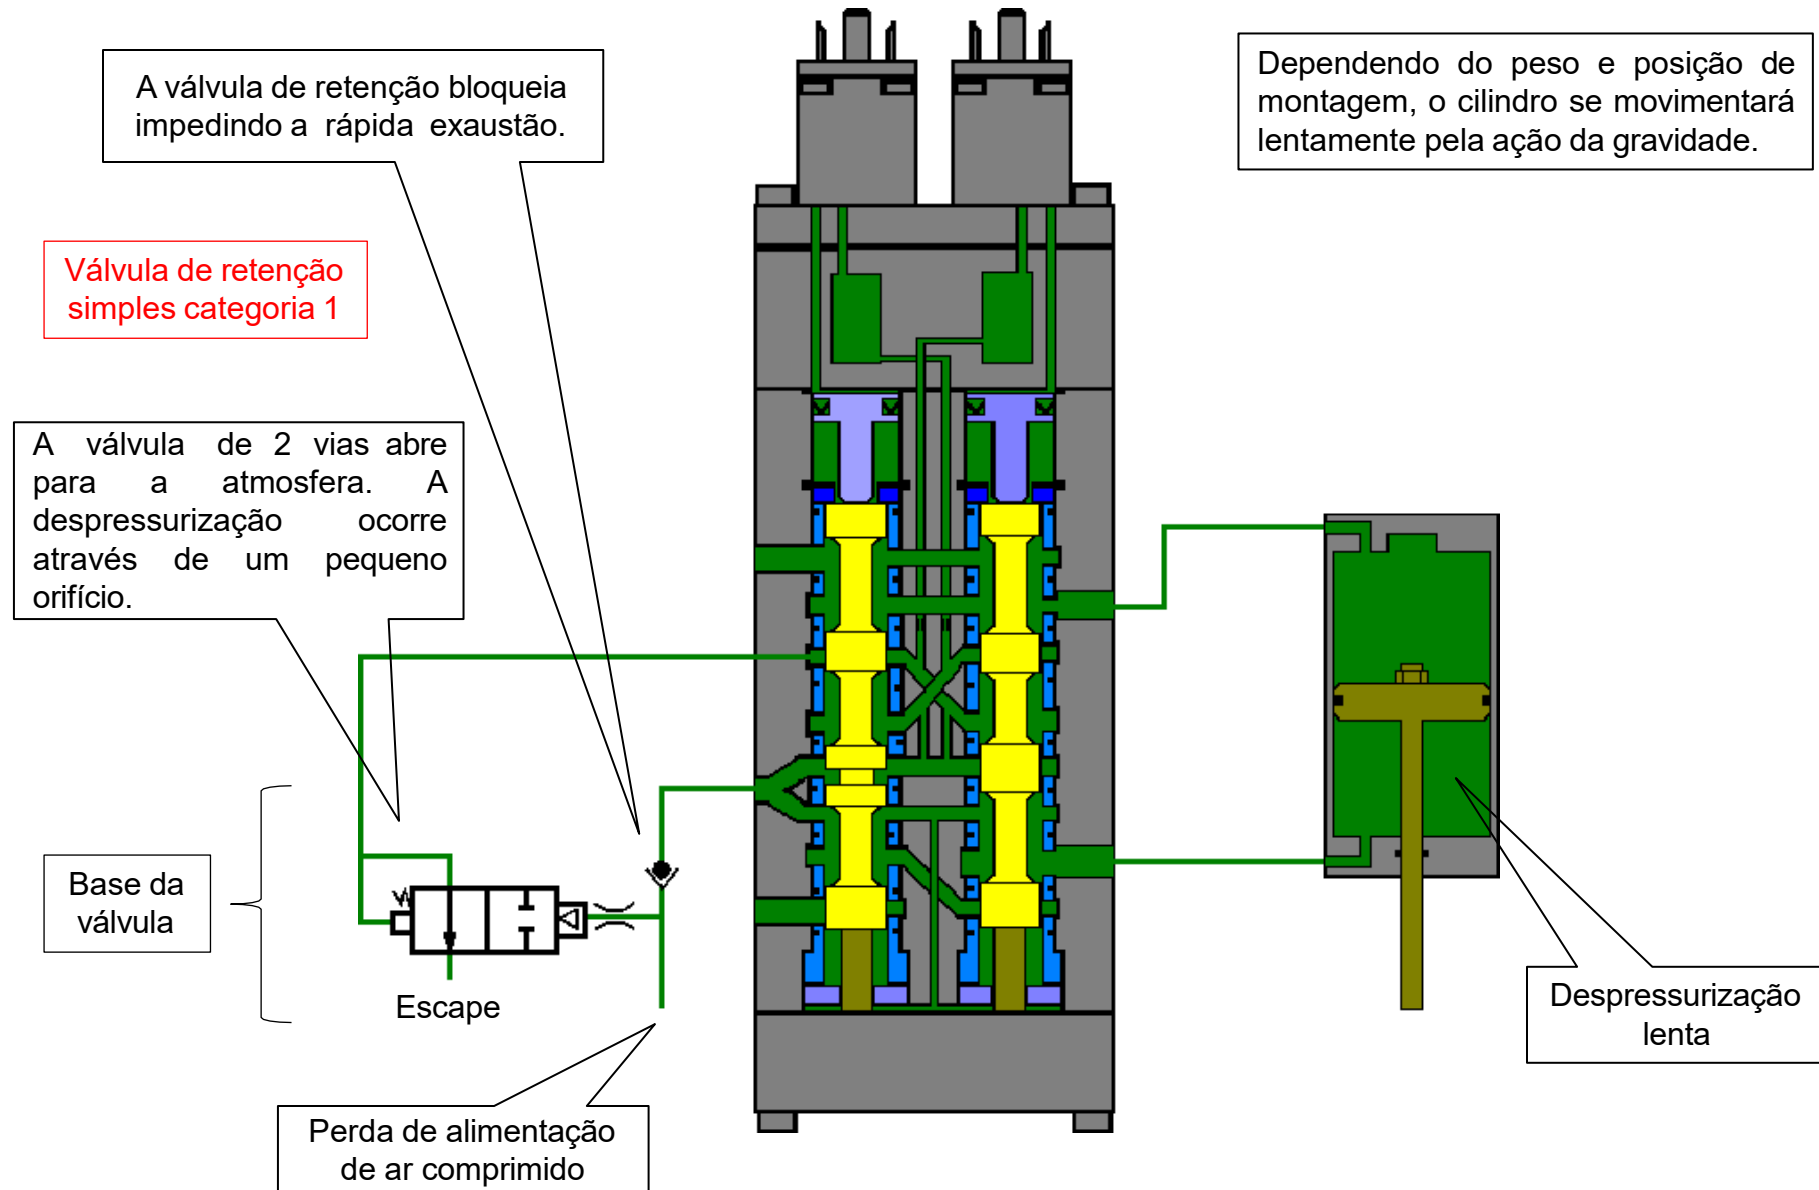 A válvula de retenção bloqueia
impedindo a rápida exaustão.
Dependendo do peso e posição de
montagem, o cilindro se movimentará
lentamente pela ação da gravidade.
Válvula de retenção
simples categoria 1
A válvula de 2 vias abre
para a atmosfera. A
despressurização ocorre
através de um pequeno
orifício.
Base da
válvula
Escape
Despressurização
lenta
Perda de alimentação
de ar comprimido